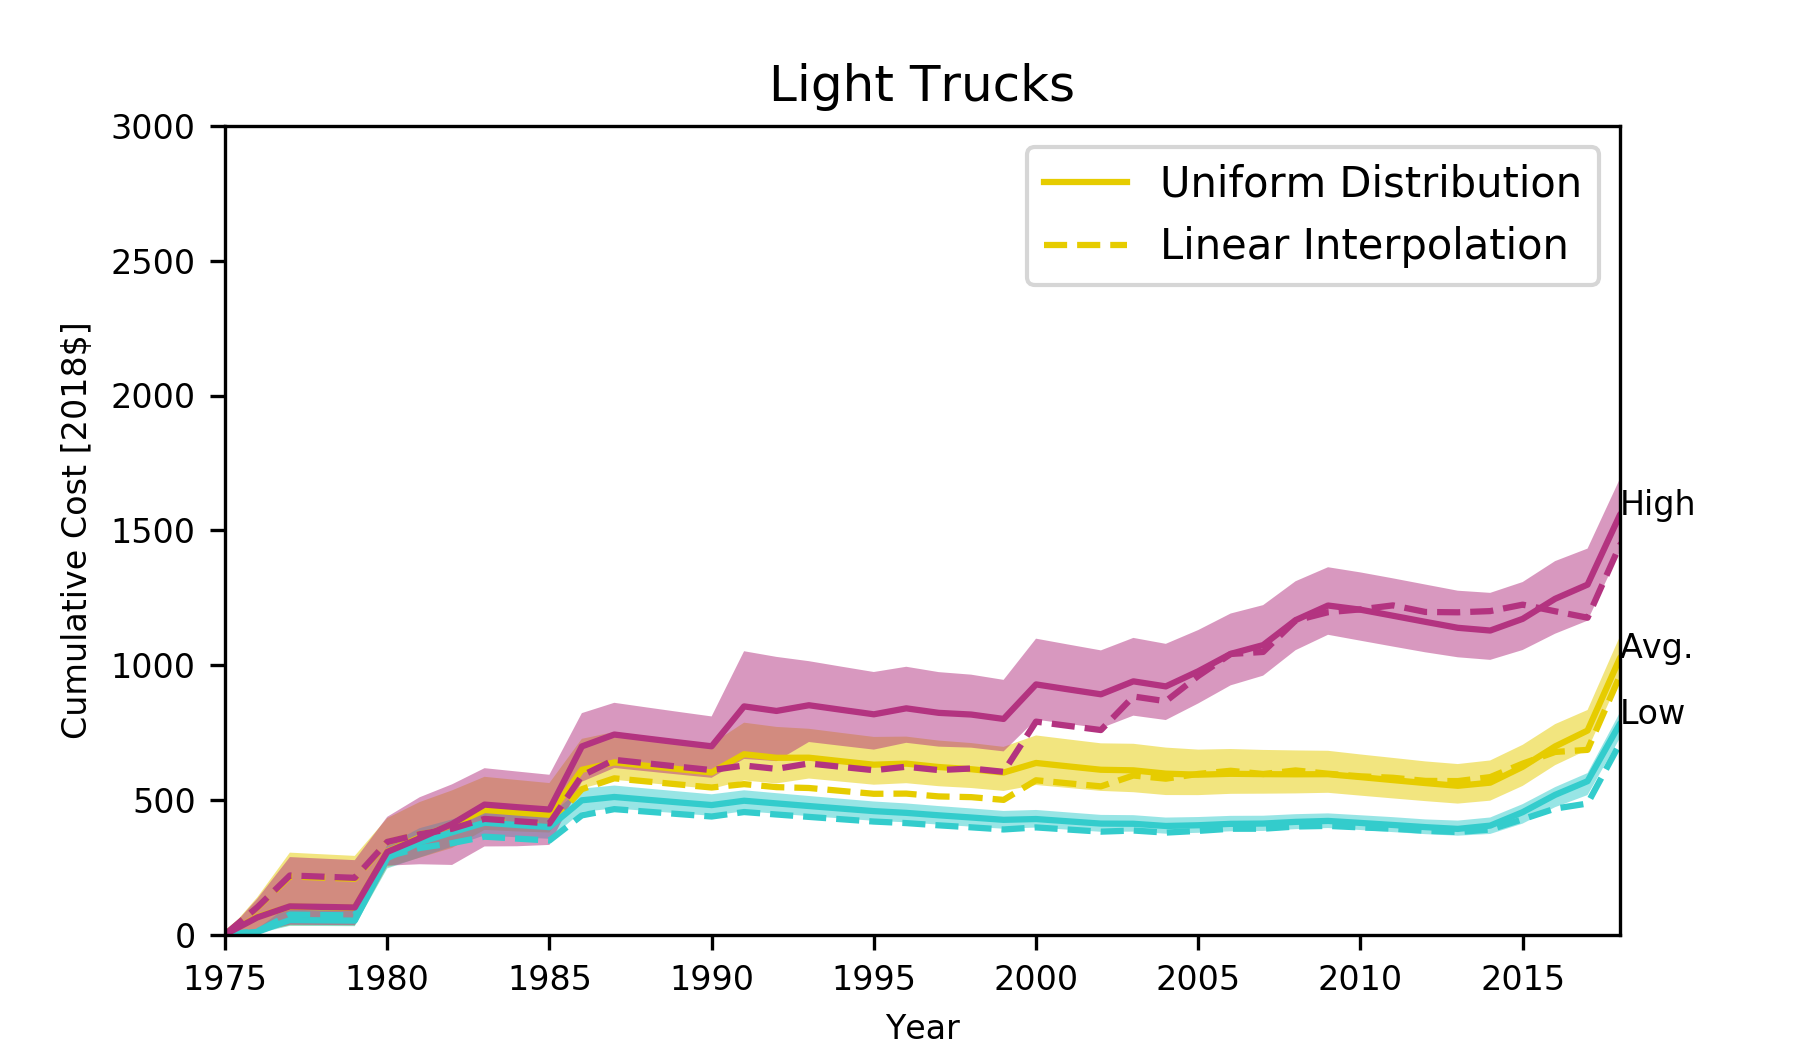 Light Trucks
3000
2500
2000
1500
1000
500
0
Cumulative Cost [2018$]
Uniform Distribution
Linear Interpolation
High
Avg.
Low
1975 1980 1985 1990 1995 2000 2005 2010 2015
Year